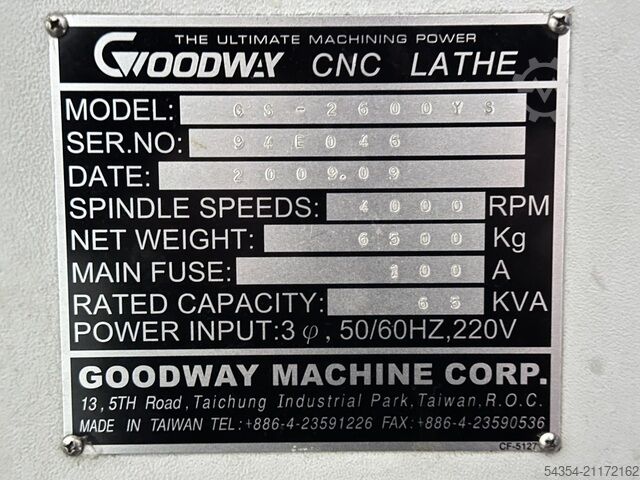 THE ULTIMATE MACHINING POWER
GOODWAY CNC LATHE
MODEL: GS-2600YS
SER.NO: 94E046
DATE: 2009.09
SPINDLE SPEEDS: 4000 RPM
NET WEIGHT: 6500 Kg
MAIN FUSE: 100 A
RATED CAPACITY: 65 KVA
POWER INPUT:3 φ, 50/60HZ,220V
GOODWAY MACHINE CORP.
13, 5TH Road, Taichung Industrial Park, Taiwan, R.O.C.
MADE IN TAIWAN TEL:+886-4-23591226 FAX:+886-4-23590536
CF-5127
54354-21172162